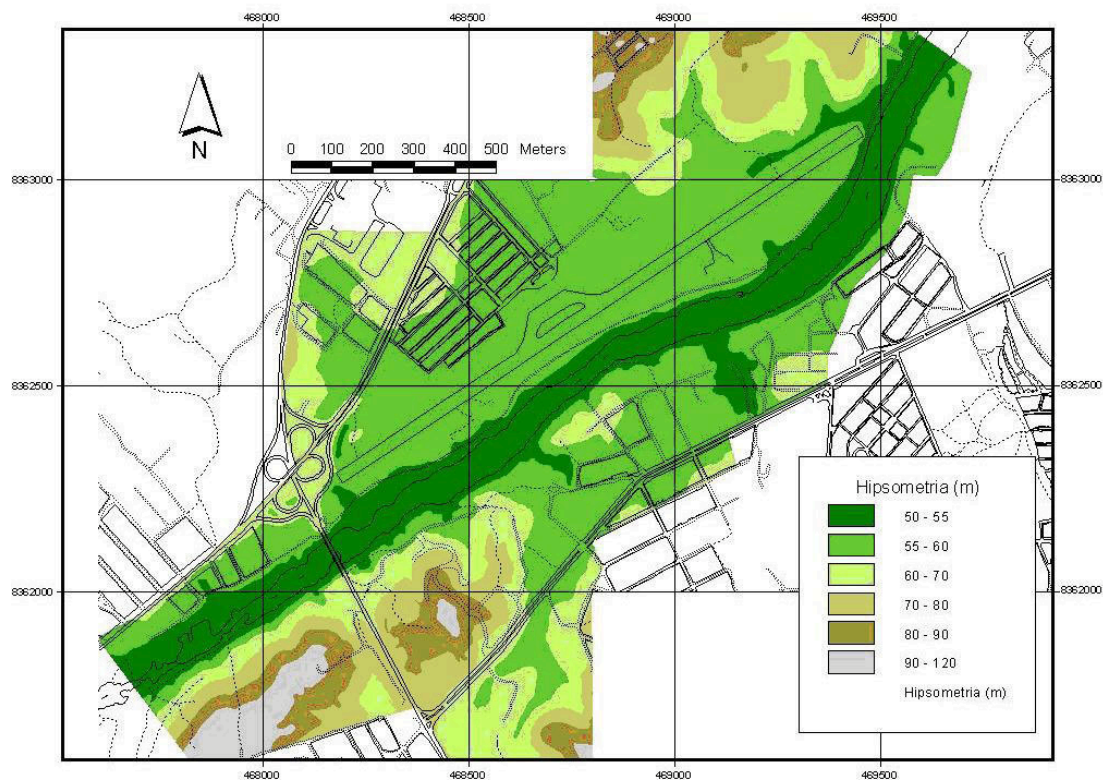 468000 468500 469000 469500
N
0 100 200 300 400 500 Meters
8363000 8363000
8362500 8362500
8362000 8362000
Hipsometria (m)
50 - 55
55 - 60
60 - 70
70 - 80
80 - 90
90 - 120
Hipsometria (m)
468000 468500 469000 469500